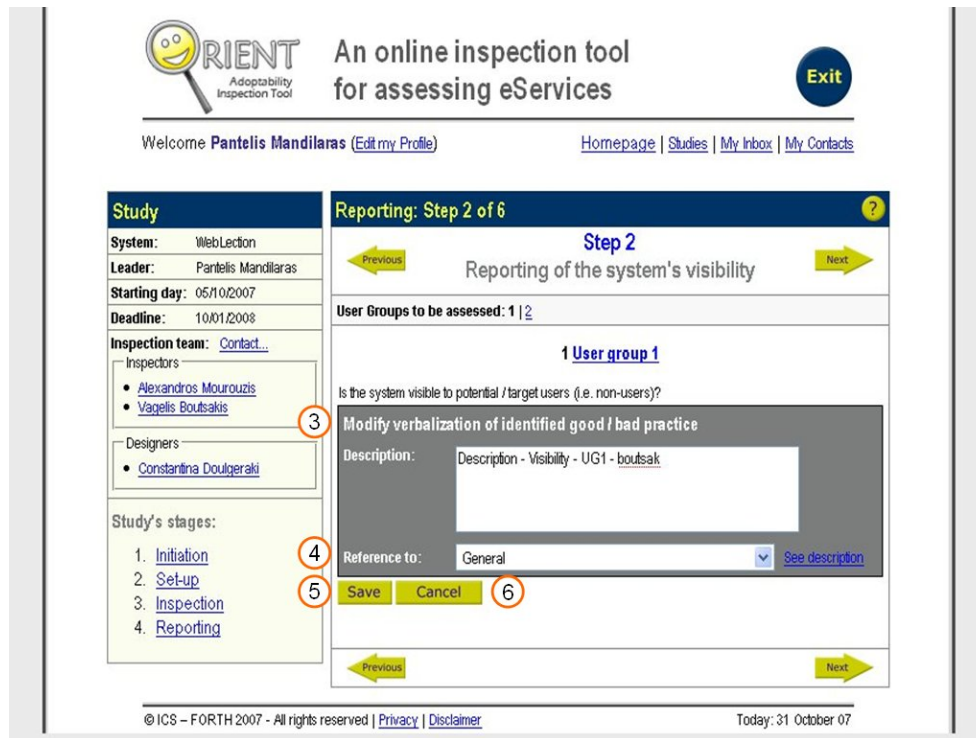 ORIENT
Adoptability
Inspection Tool
An online inspection tool
for assessing eServices
Exit
Welcome Pantelis Mandilaras (Edit my Profile)
Homepage | Studies | My Inbox | My Contacts
Study
System: WebLection
Leader: Pantelis Mandilaras
Starting day: 05/10/2007
Deadline: 10/01/2008
Inspection team: Contact...
Inspectors
• Alexandros Mourouzis
• Vagelis Boutsakis
Designers
• Constantina Doulgeraki
Study's stages:
1. Initiation
2. Set-up
3. Inspection
4. Reporting
Reporting: Step 2 of 6
?
Previous
Step 2
Next
Reporting of the system's visibility
User Groups to be assessed: 1 | 2
1 User group 1
Is the system visible to potential / target users (i.e. non-users)?
3
Modify verbalization of identified good / bad practice
Description:
Description - Visibility - UG1 - boutsak
4
Reference to: General
See description
5
Save
Cancel
6
Previous
Next
© ICS – FORTH 2007 - All rights reserved | Privacy | Disclaimer
Today: 31 October 07